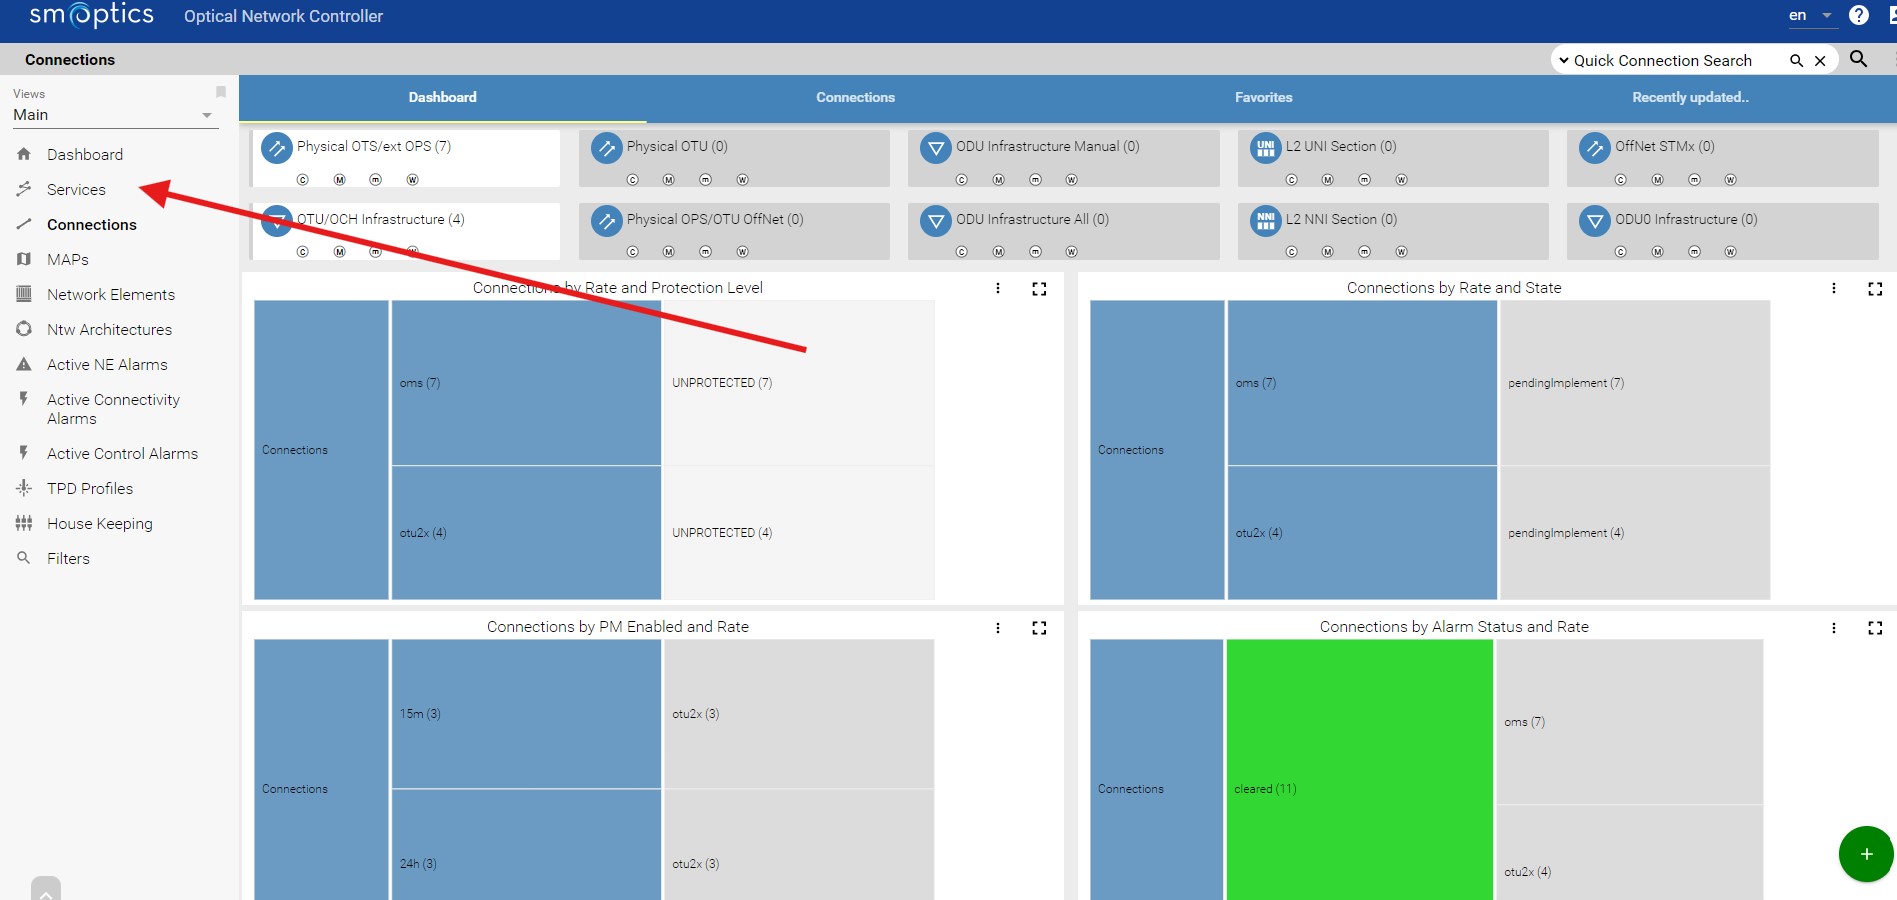 smoptics Optical Network Controller
en
Connections
Quick Connection Search
Views
Main
Dashboard
Services
Connections
MAPs
Network Elements
Ntw Architectures
Active NE Alarms
Active Connectivity
Alarms
Active Control Alarms
TPD Profiles
House Keeping
Filters
Dashboard Connections Favorites Recently updated..
Physical OTS/ext OPS (7)
C M m W
Physical OTU (0)
C M m W
ODU Infrastructure Manual (0)
C M m W
UNI L2 UNI Section (0)
C M m W
OffNet STMx (0)
C M m W
OTU/OCH Infrastructure (4)
C M m W
Physical OPS/OTU OffNet (0)
C M m W
ODU Infrastructure All (0)
C M m W
NNI L2 NNI Section (0)
C M m W
ODU0 Infrastructure (0)
C M m W
Connections by Rate and Protection Level
Connections
oms (7)
UNPROTECTED (7)
otu2x (4)
UNPROTECTED (4)
Connections by Rate and State
Connections
oms (7)
pendingImplement (7)
otu2x (4)
pendingImplement (4)
Connections by PM Enabled and Rate
Connections
15m (3)
otu2x (3)
24h (3)
otu2x (3)
Connections by Alarm Status and Rate
Connections
cleared (11)
oms (7)
otu2x (4)